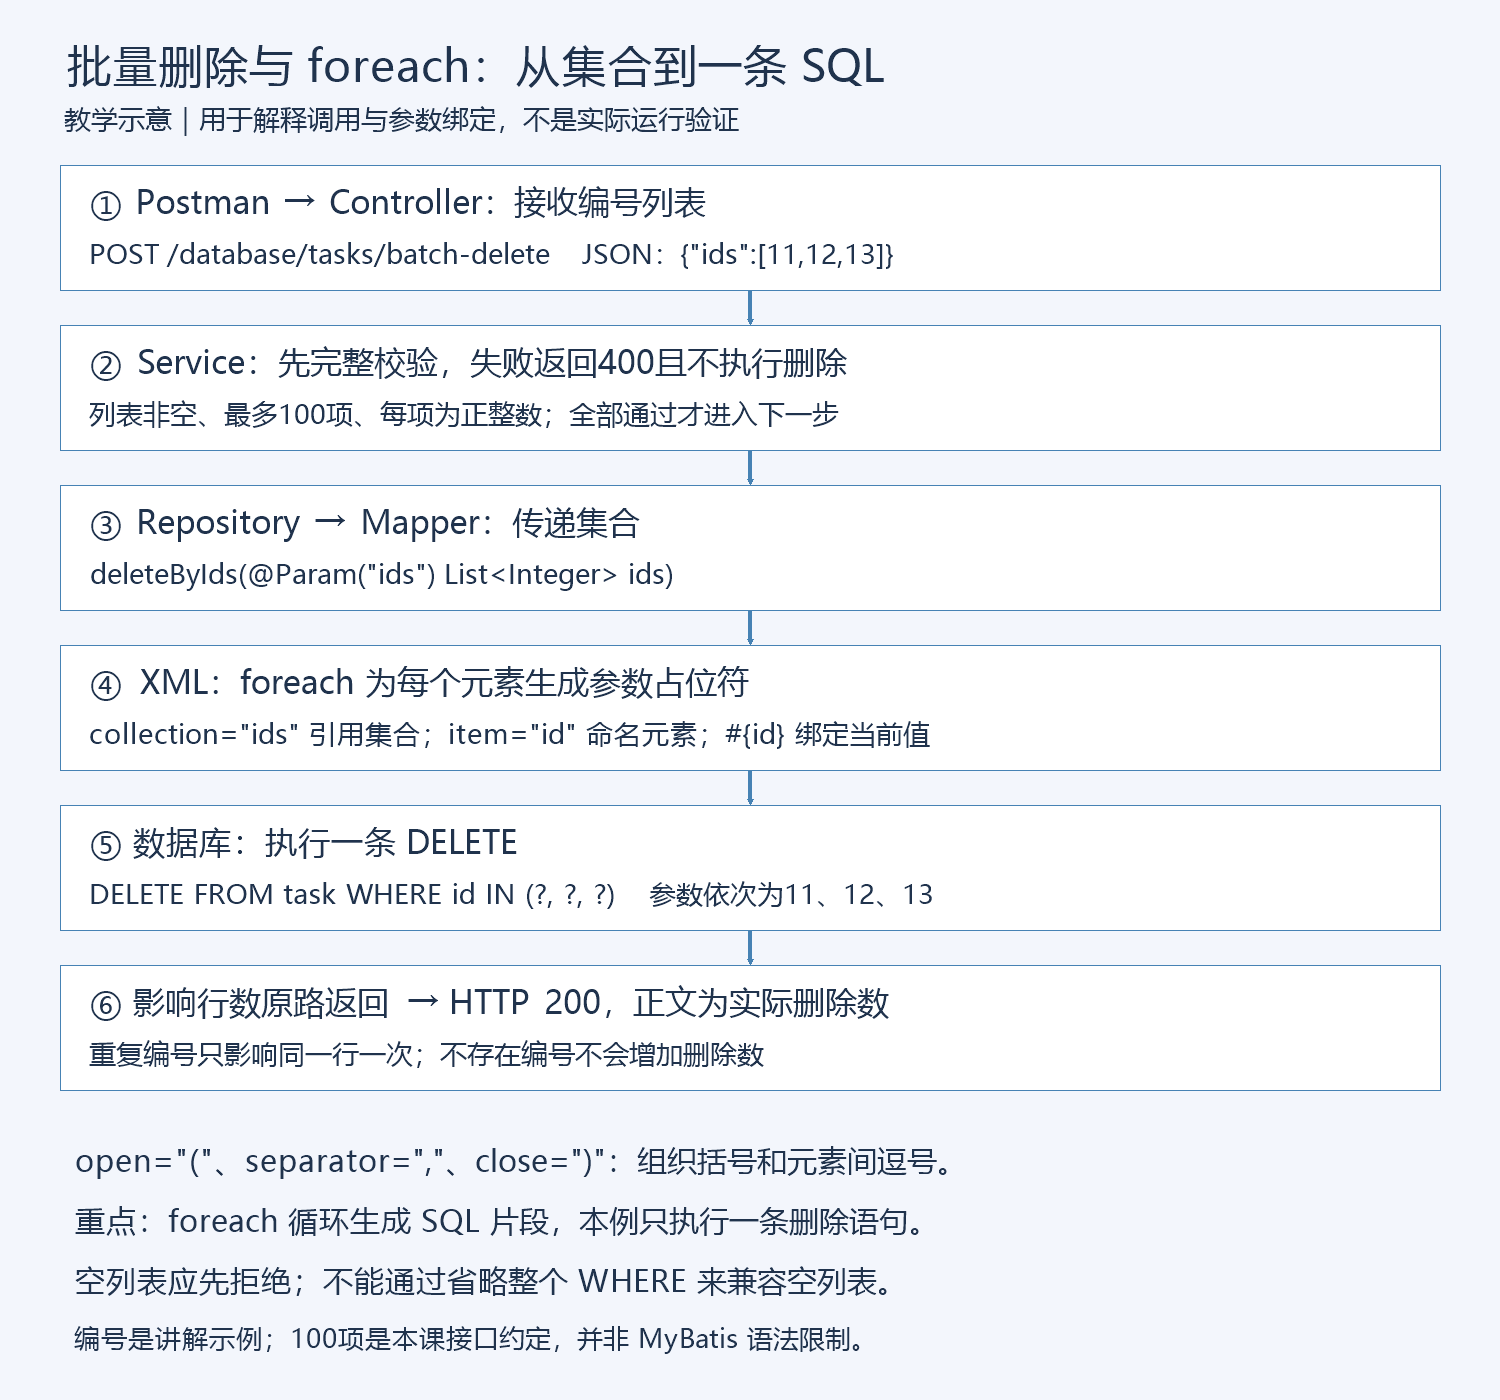 批量删除与 foreach：从集合到一条 SQL
教学示意 | 用于解释调用与参数绑定，不是实际运行验证
① Postman → Controller：接收编号列表
POST /database/tasks/batch-delete JSON：{"ids":[11,12,13]}
② Service：先完整校验，失败返回400且不执行删除
列表非空、最多100项、每项为正整数；全部通过才进入下一步
③ Repository → Mapper：传递集合
deleteByIds(@Param("ids") List<Integer> ids)
④ XML：foreach 为每个元素生成参数占位符
collection="ids" 引用集合；item="id" 命名元素；#{id} 绑定当前值
⑤ 数据库：执行一条 DELETE
DELETE FROM task WHERE id IN (?, ?, ?) 参数依次为11、12、13
⑥ 影响行数原路返回 → HTTP 200，正文为实际删除数
重复编号只影响同一行一次；不存在编号不会增加删除数
open="("、separator=","、close=")"：组织括号和元素间逗号。
重点：foreach 循环生成 SQL 片段，本例只执行一条删除语句。
空列表应先拒绝；不能通过省略整个 WHERE 来兼容空列表。
编号是讲解示例；100项是本课接口约定，并非 MyBatis 语法限制。